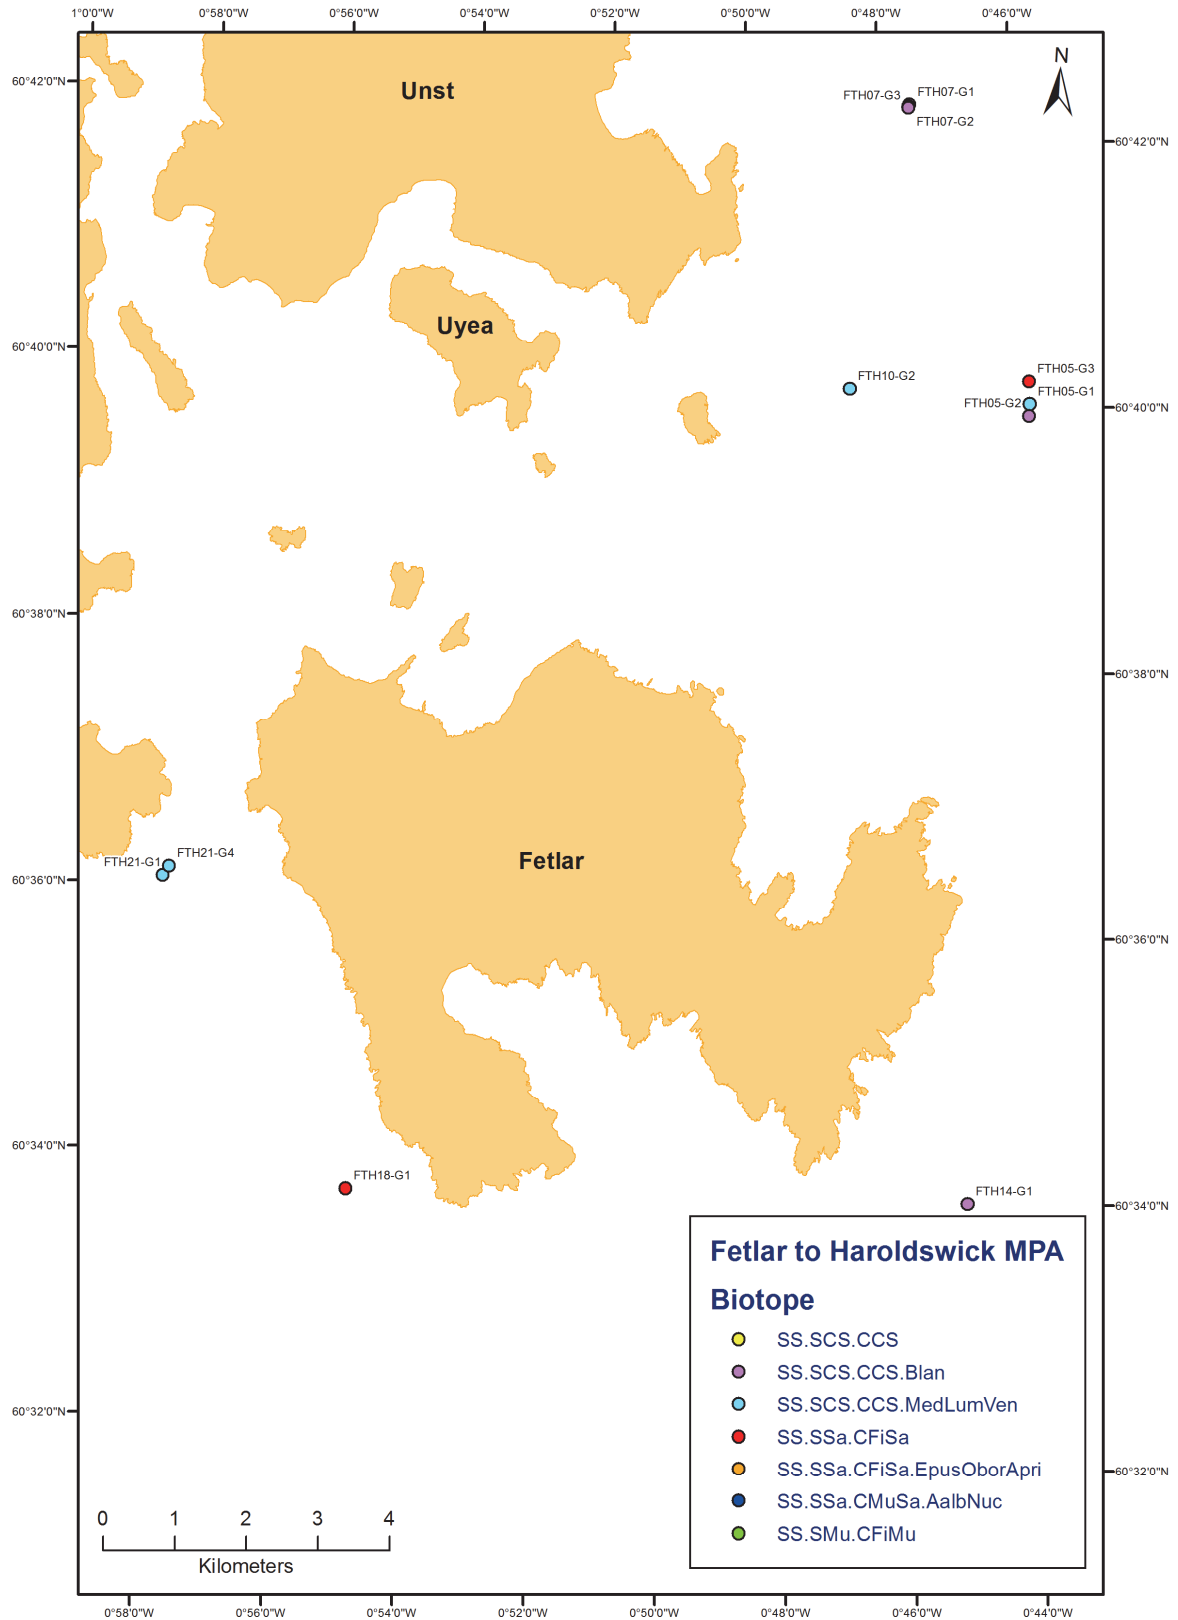 1°0'0"W
0°58'0"W
0°56'0"W
0°54'0"W
0°52'0"W
0°50'0"W
0°48'0"W
0°46'0"W
N
60°42'0"N
Unst
FTH07-G3
FTH07-G1
FTH07-G2
60°42'0"N
Uyea
60°40'0"N
FTH10-G2
FTH05-G3
FTH05-G1
FTH05-G2
60°40'0"N
60°38'0"N
60°38'0"N
FTH21-G1
FTH21-G4
Fetlar
60°36'0"N
60°36'0"N
60°34'0"N
FTH18-G1
FTH14-G1
60°34'0"N
Fetlar to Haroldswick MPA
Biotope
SS.SCS.CCS
SS.SCS.CCS.Blan
SS.SCS.CCS.MedLumVen
SS.SSa.CFiSa
SS.SSa.CFiSa.EpusOborApri
SS.SSa.CMuSa.AalbNuc
SS.SMu.CFiMu
60°32'0"N
60°32'0"N
0 1 2 3 4
Kilometers
0°58'0"W
0°56'0"W
0°54'0"W
0°52'0"W
0°50'0"W
0°48'0"W
0°46'0"W
0°44'0"W